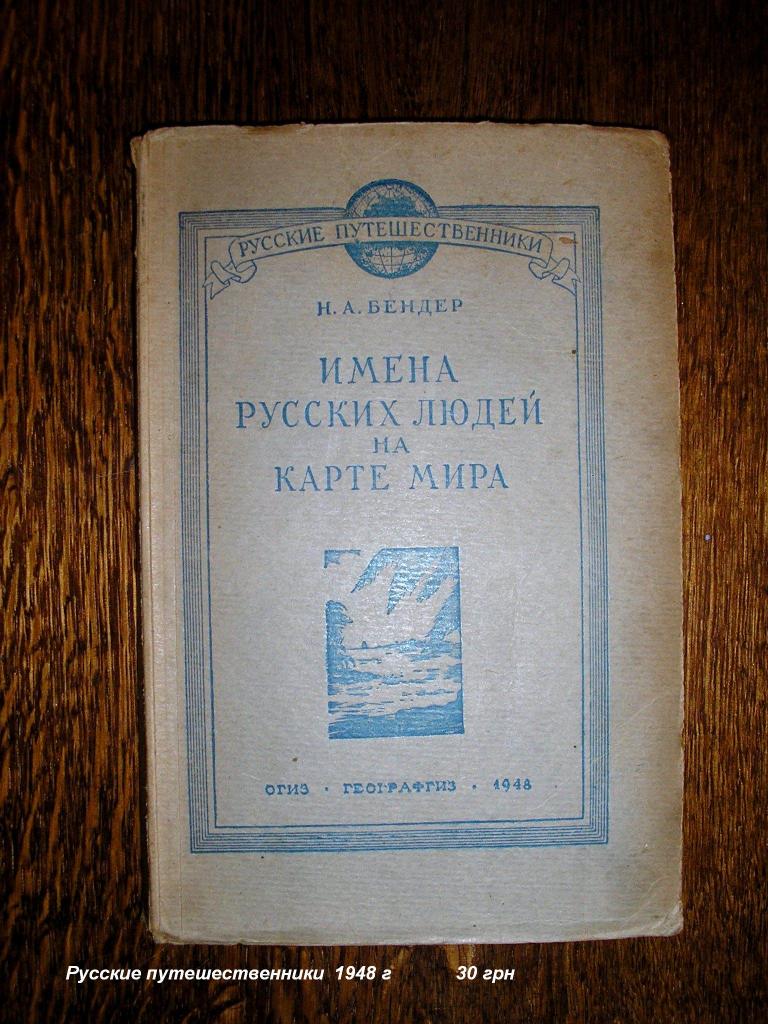 РУССКИЕ ПУТЕШЕСТВЕННИКИ
Н. А. БЕНДЕР
ИМЕНА
РУССКИХ ЛЮДЕЙ
НА
КАРТЕ МИРА
ОГИЗ · ГЕОГРАФГИЗ · 1948
Русские путешественники 1948 г 30 грн